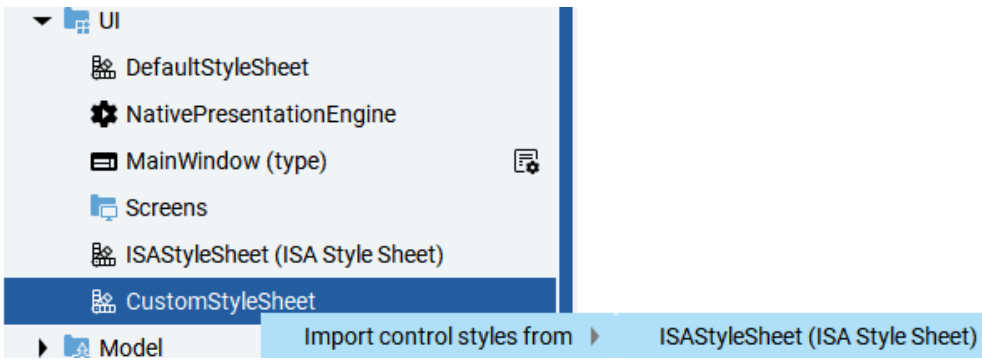 UI
DefaultStyleSheet
NativePresentationEngine
MainWindow (type)
Screens
ISAStyleSheet (ISA Style Sheet)
CustomStyleSheet
Import control styles from ISAStyleSheet (ISA Style Sheet)
Model